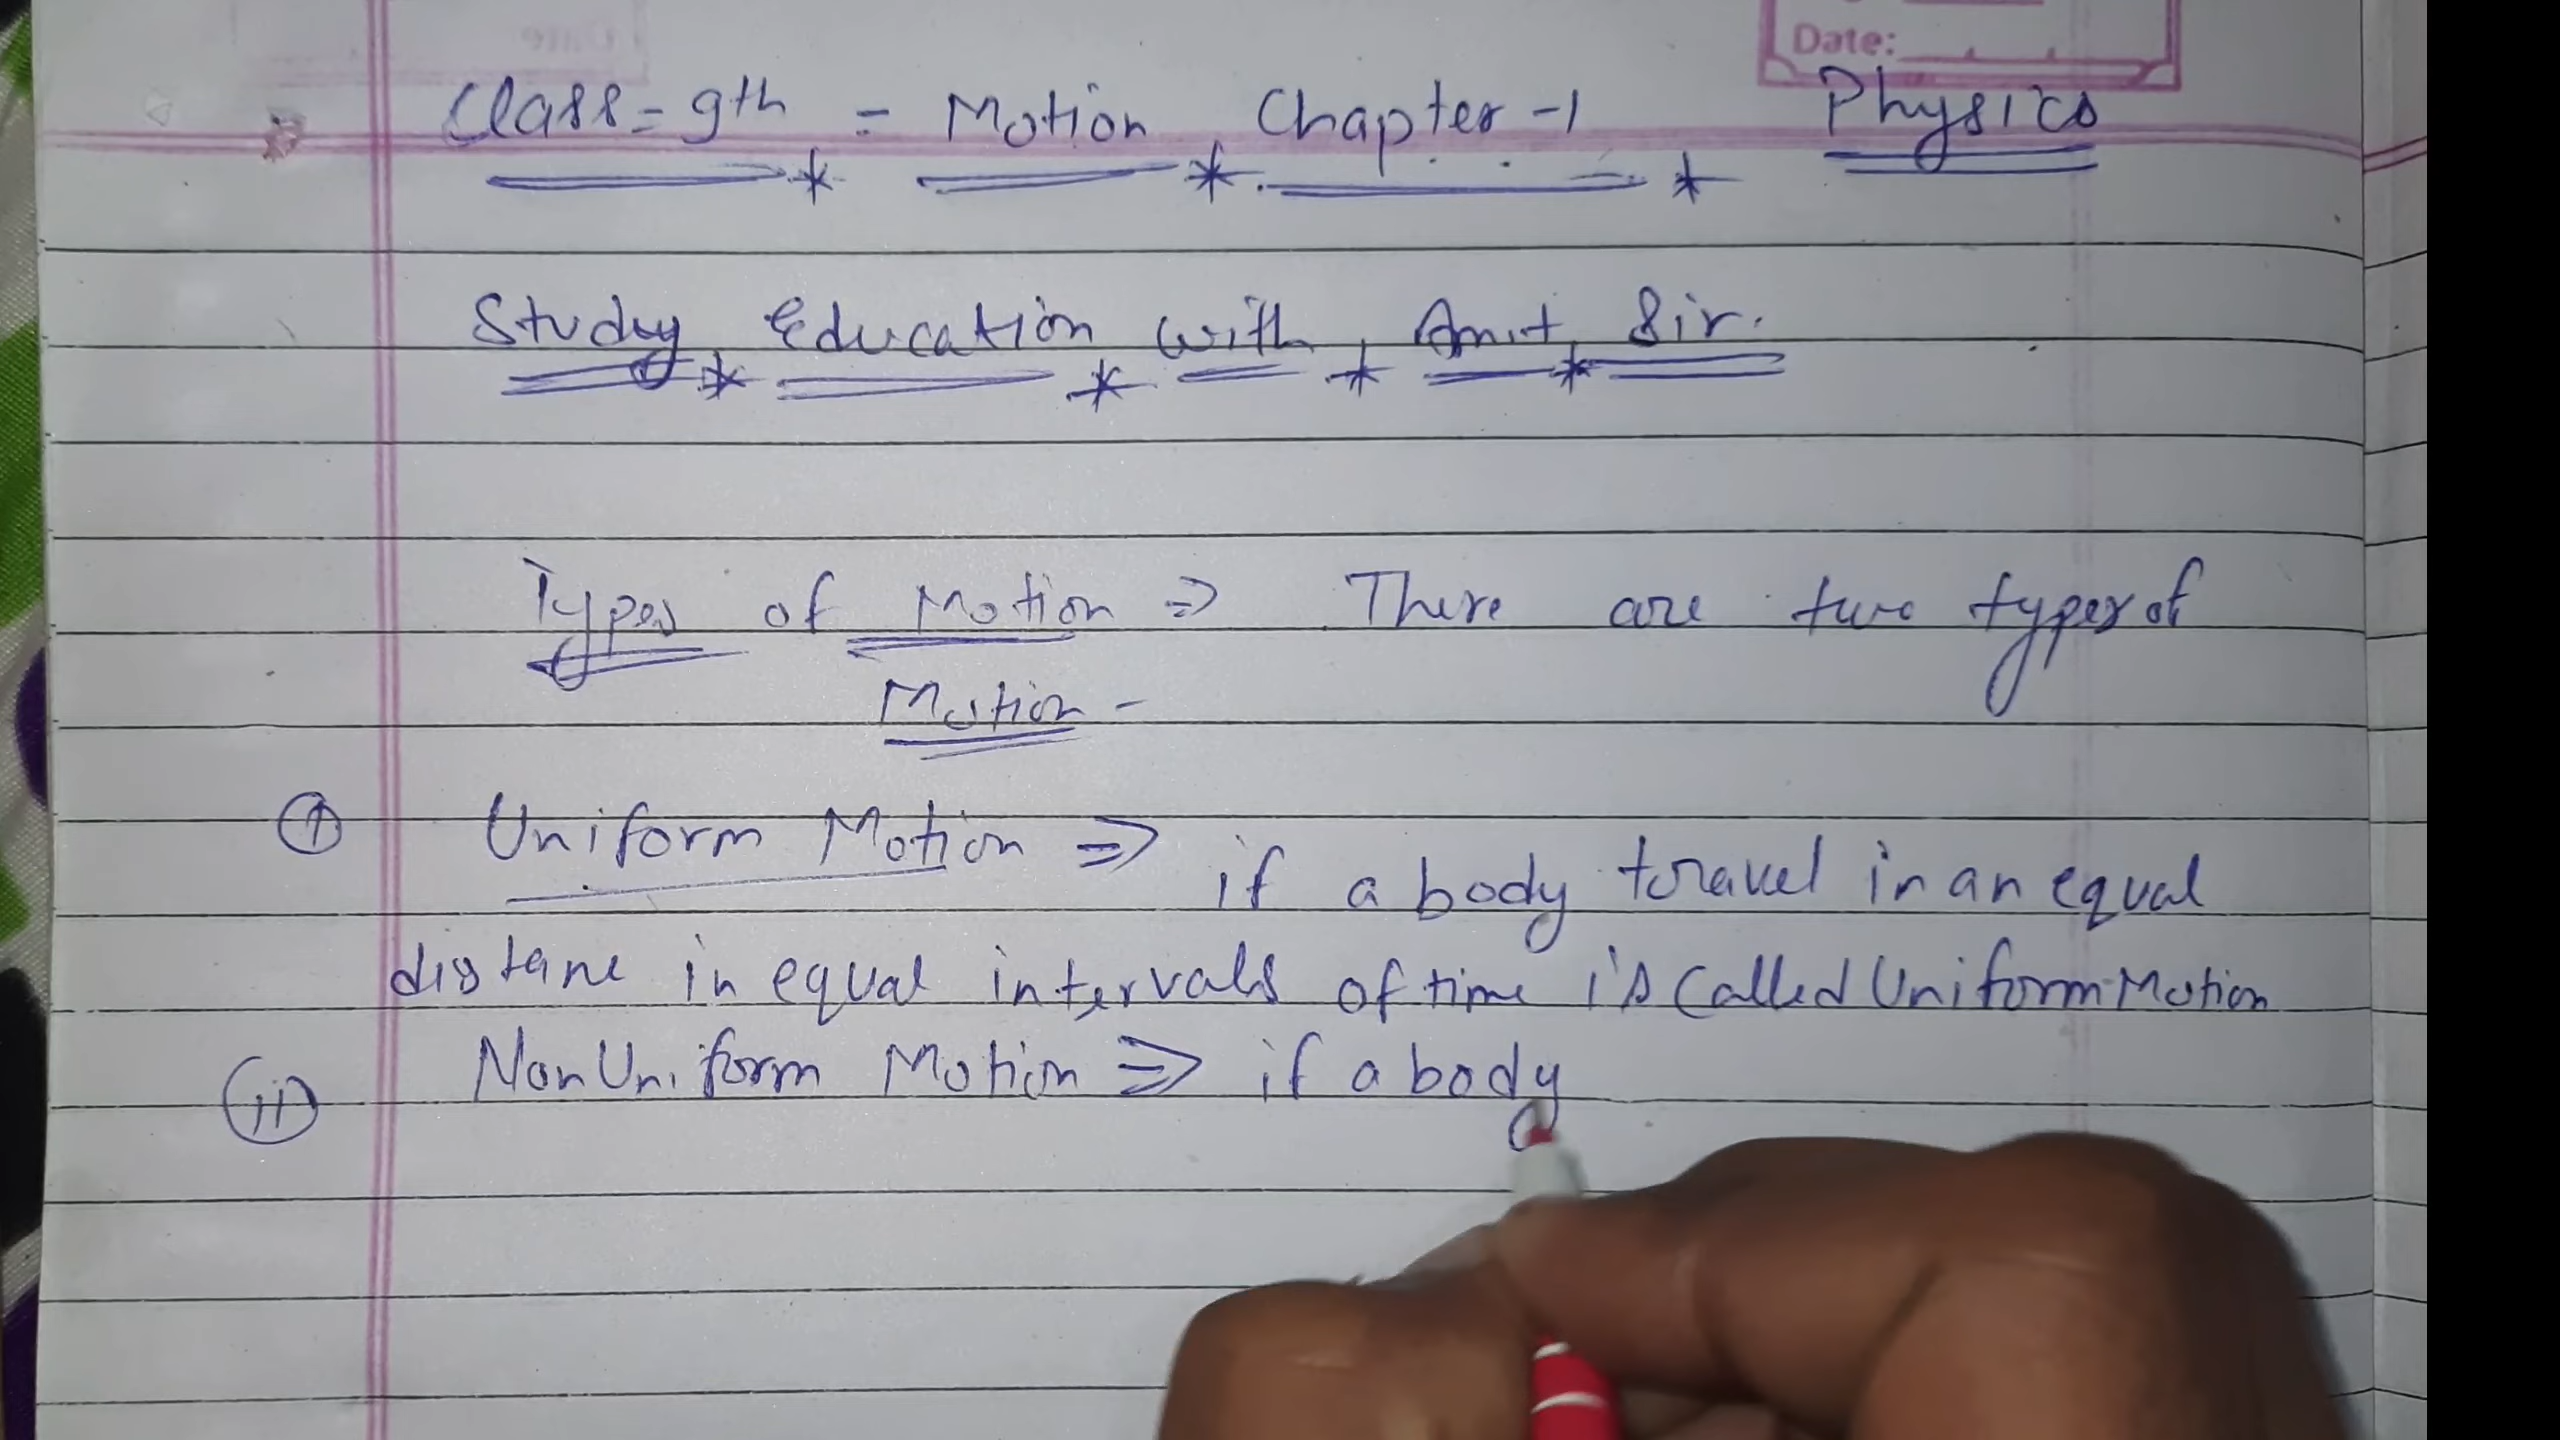 Date:
Class = 9th = Motion Chapter -1 Physics
Study Education with Amit Sir.
Types of Motion ⇒ There are two types of
Motion -
(i) Uniform Motion ⇒ if a body travel in an equal
distane in equal intervals of time is Called Uniform Motion
(ii) Non Uniform Motion ⇒ if a body